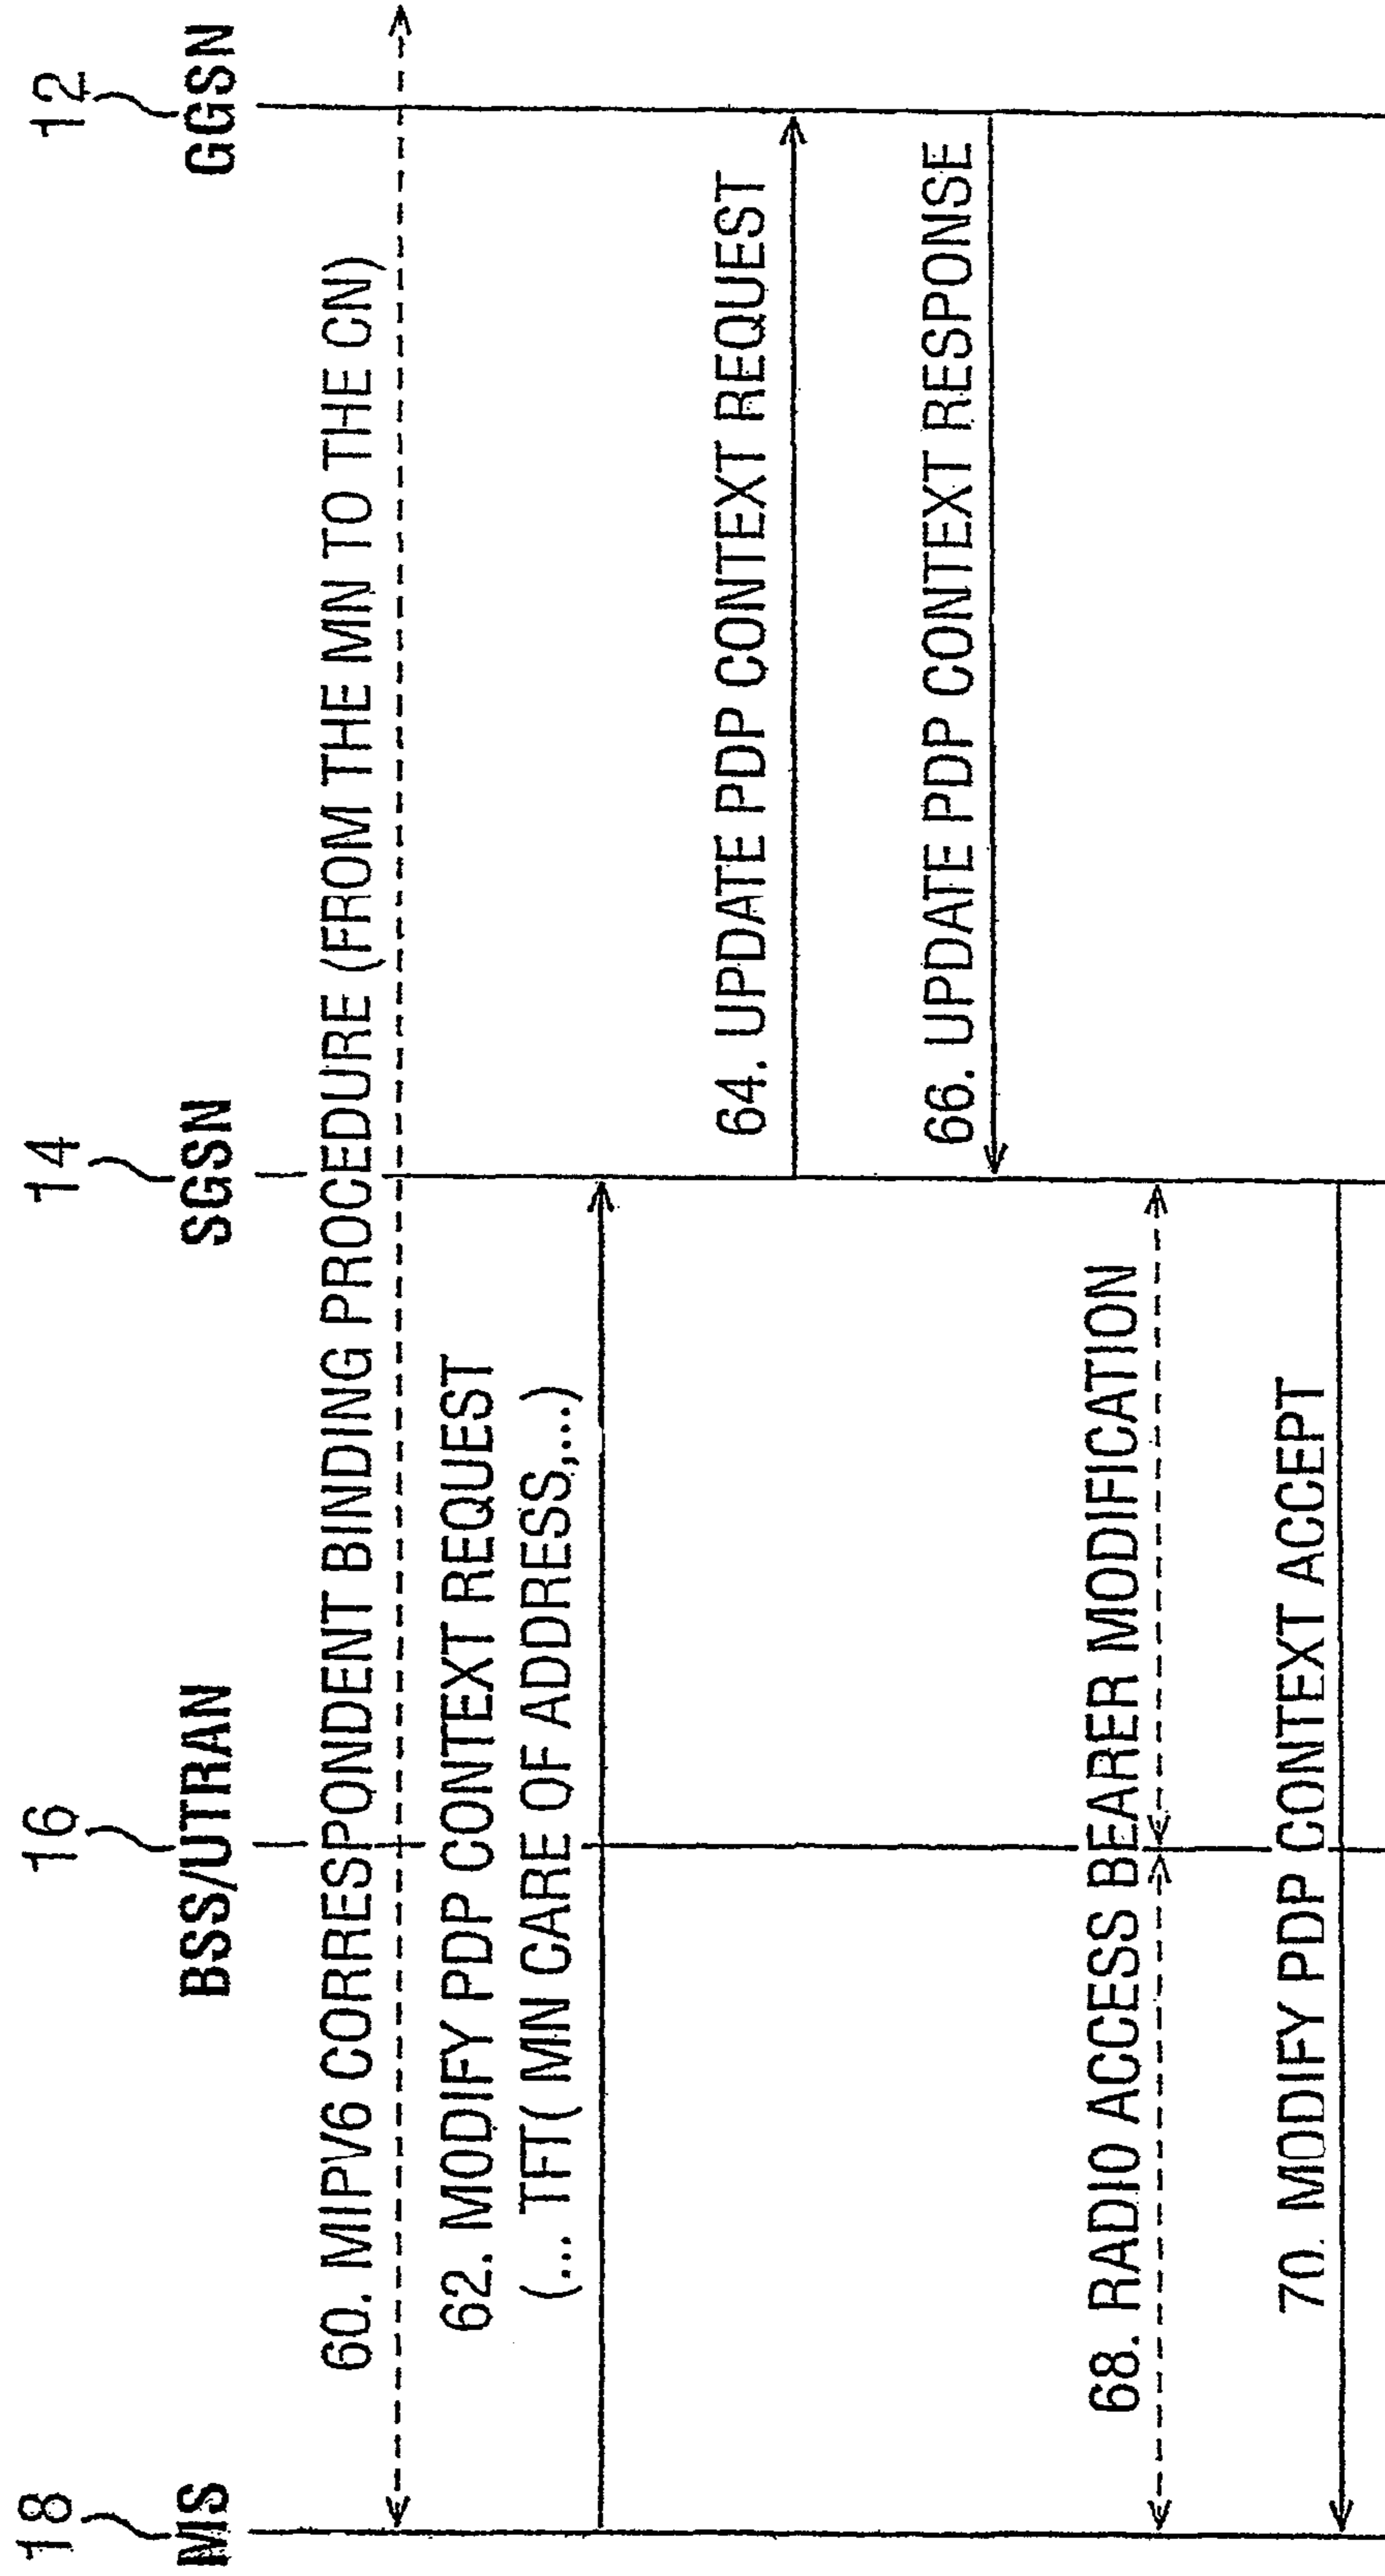 18
16
14
12
MS
BSS/UTRAN
SGSN
GGSN
60. MIPV6 CORRESPONDENT BINDING PROCEDURE (FROM THE MN TO THE CN)
62. MODIFY PDP CONTEXT REQUEST
(... TFT( MN CARE OF ADDRESS,...)
64. UPDATE PDP CONTEXT REQUEST
66. UPDATE PDP CONTEXT RESPONSE
68. RADIO ACCESS BEARER MODIFICATION
70. MODIFY PDP CONTEXT ACCEPT